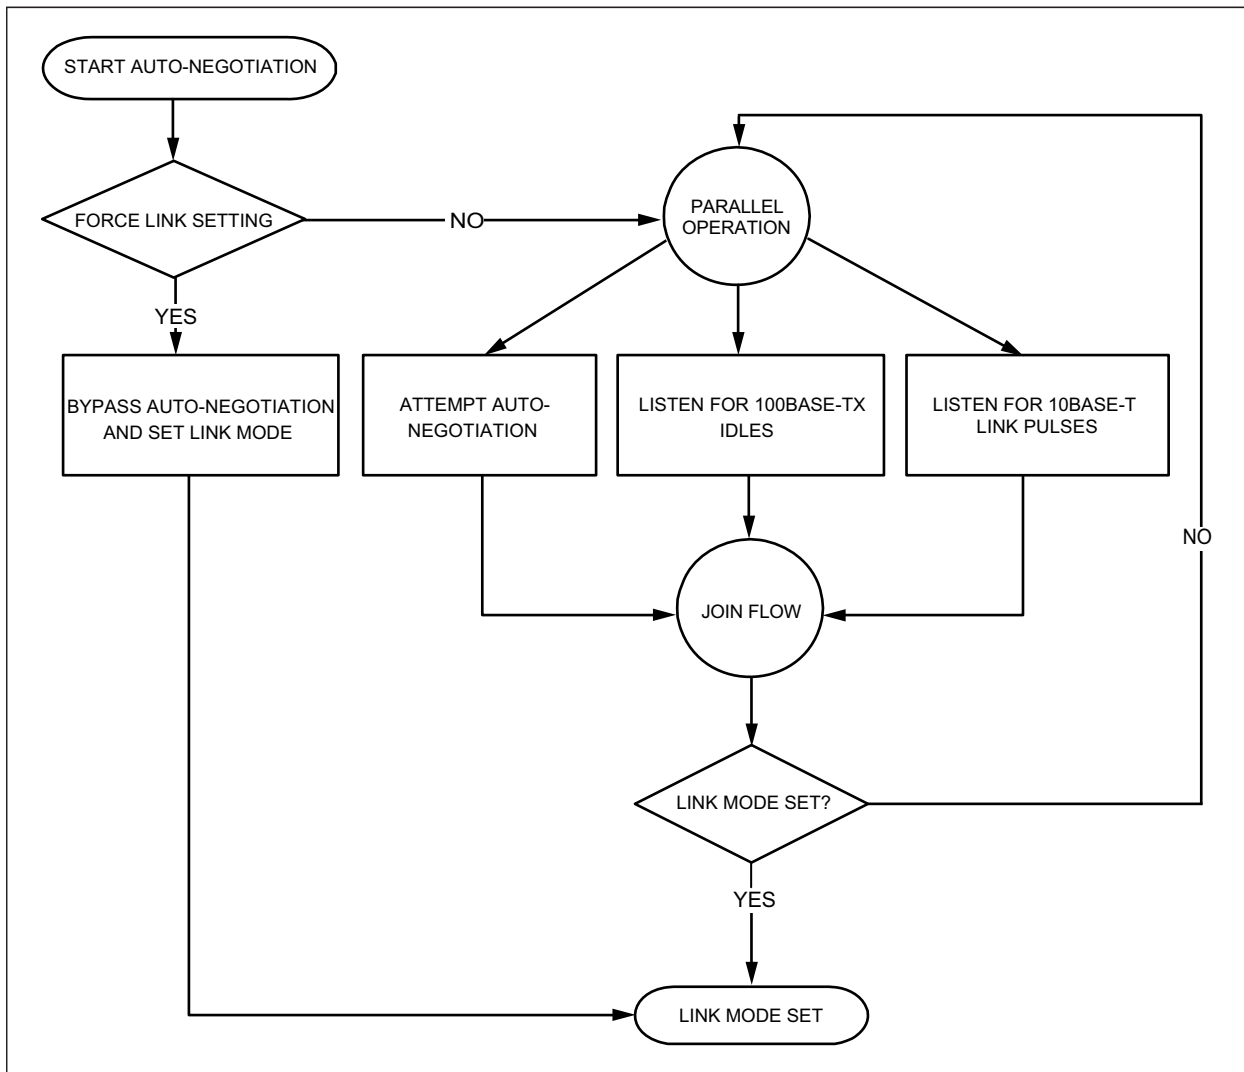 START AUTO-NEGOTIATION
FORCE LINK SETTING
NO
PARALLEL
OPERATION
YES
BYPASS AUTO-NEGOTIATION
AND SET LINK MODE
ATTEMPT AUTO-
NEGOTIATION
LISTEN FOR 100BASE-TX
IDLES
LISTEN FOR 10BASE-T
LINK PULSES
NO
JOIN FLOW
LINK MODE SET?
YES
LINK MODE SET